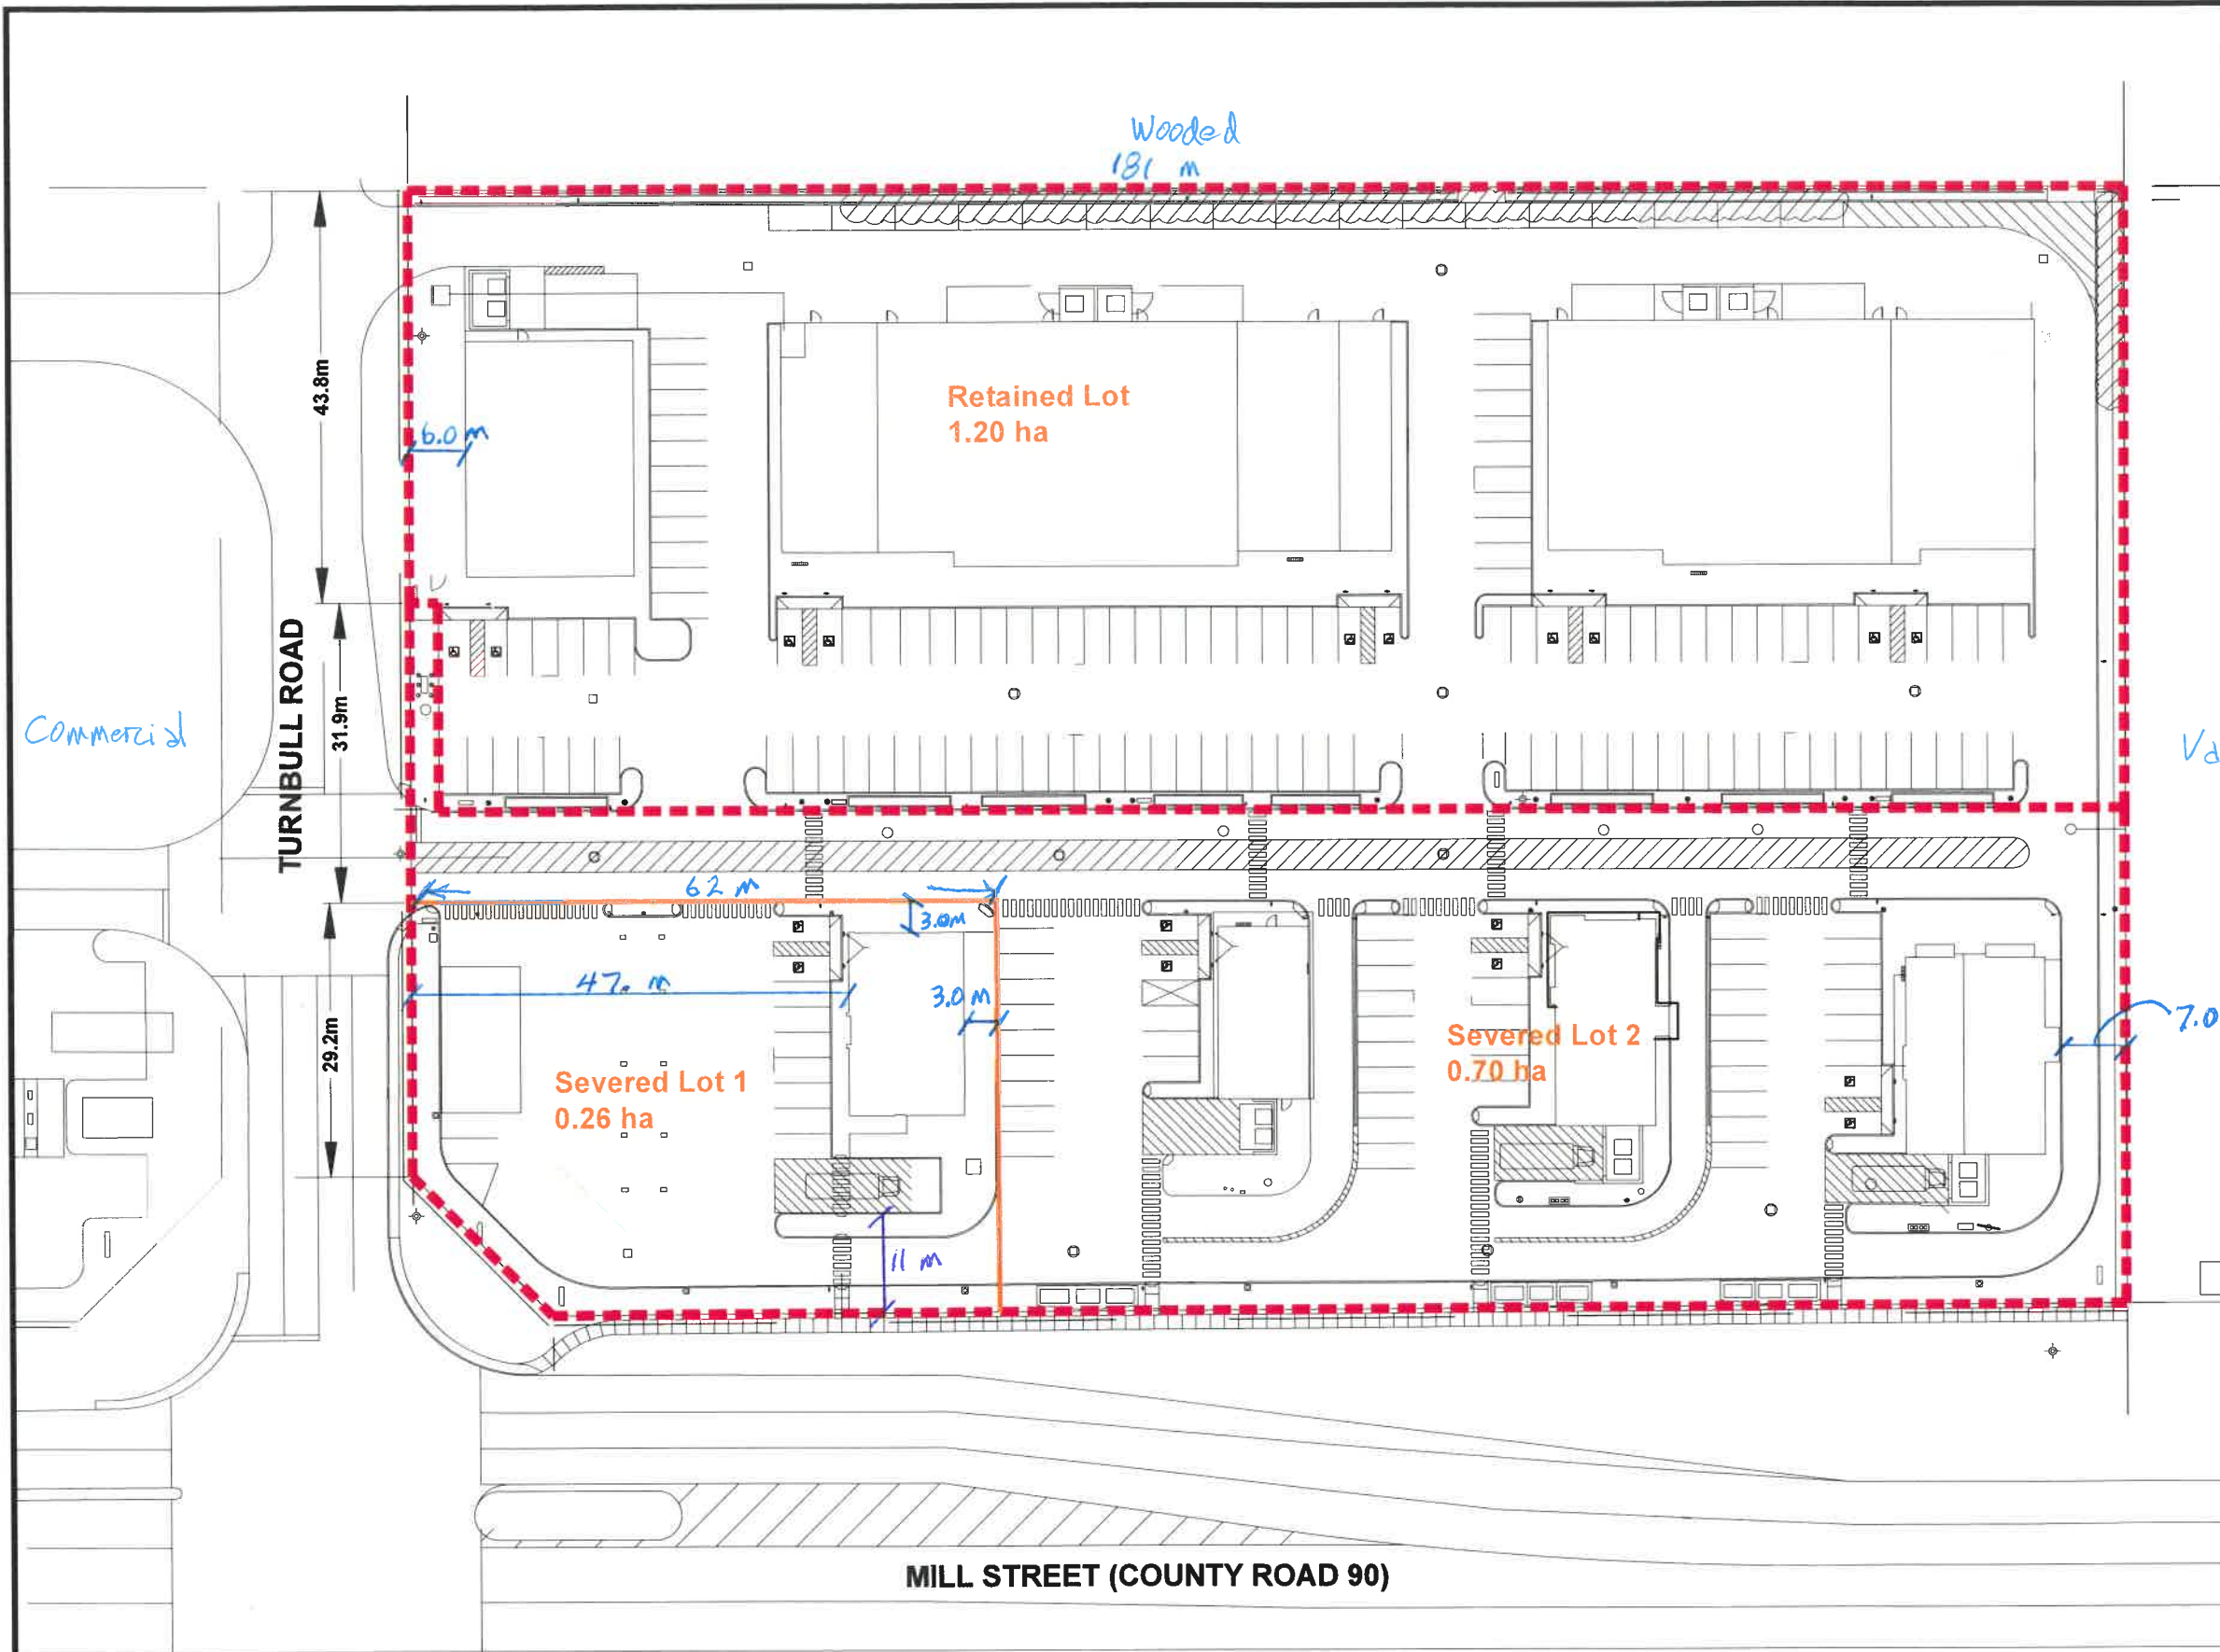 Wooded
181 m
43.8m
6.0 m
Retained Lot
1.20 ha
TURNBULL ROAD
31.9m
Commercial
62 m
3.0m
47. m
3.0 m
29.2m
Severed Lot 1
0.26 ha
Severed Lot 2
0.70 ha
7.0
11 m
MILL STREET (COUNTY ROAD 90)